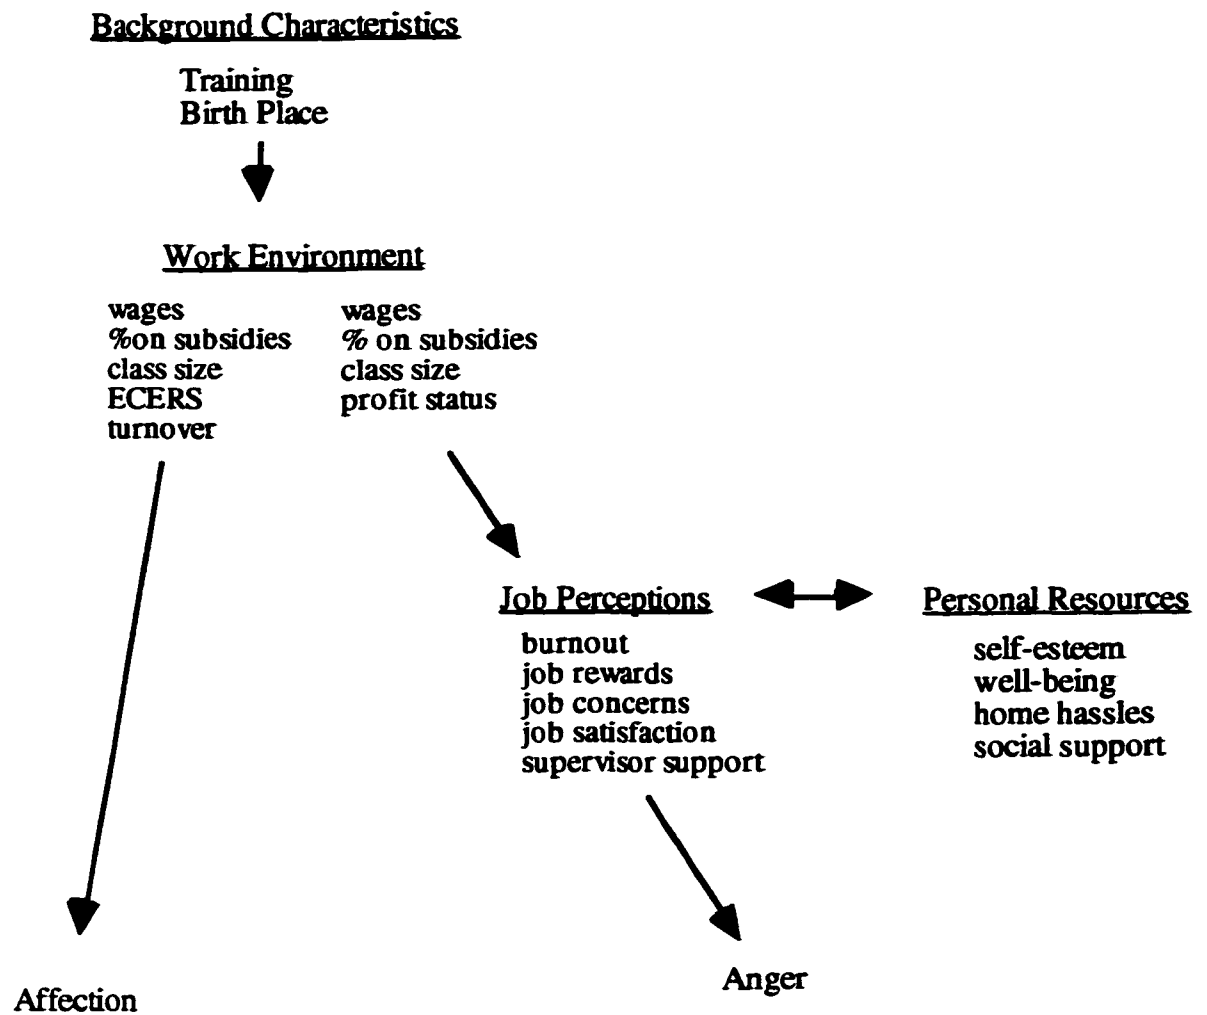 Background Characteristics
Training
Birth Place
Work Environment
wages
%on subsidies
class size
ECERS
turnover
wages
% on subsidies
class size
profit status
Job Perceptions
burnout
job rewards
job concerns
job satisfaction
supervisor support
Personal Resources
self-esteem
well-being
home hassles
social support
Affection
Anger